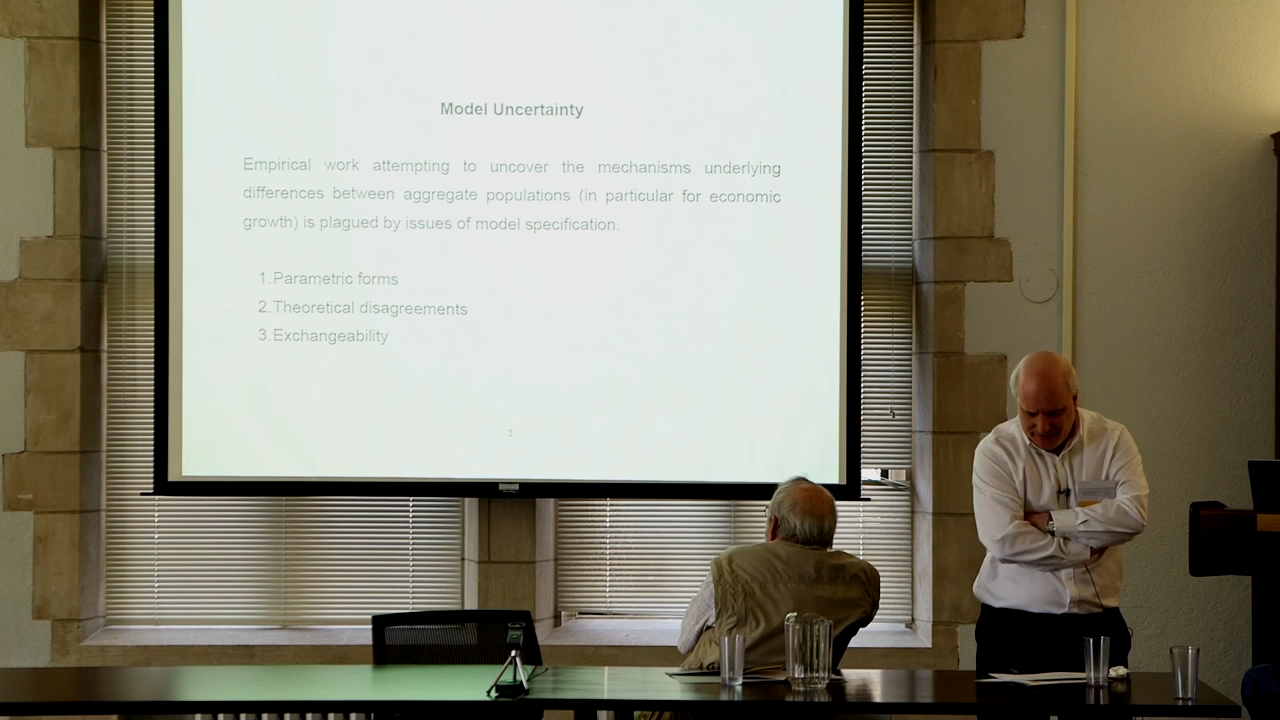 Model Uncertainty
Empirical work attempting to uncover the mechanisms underlying
differences between aggregate populations (in particular for economic
growth) is plagued by issues of model specification.
1. Parametric forms
2. Theoretical disagreements
3. Exchangeability
2